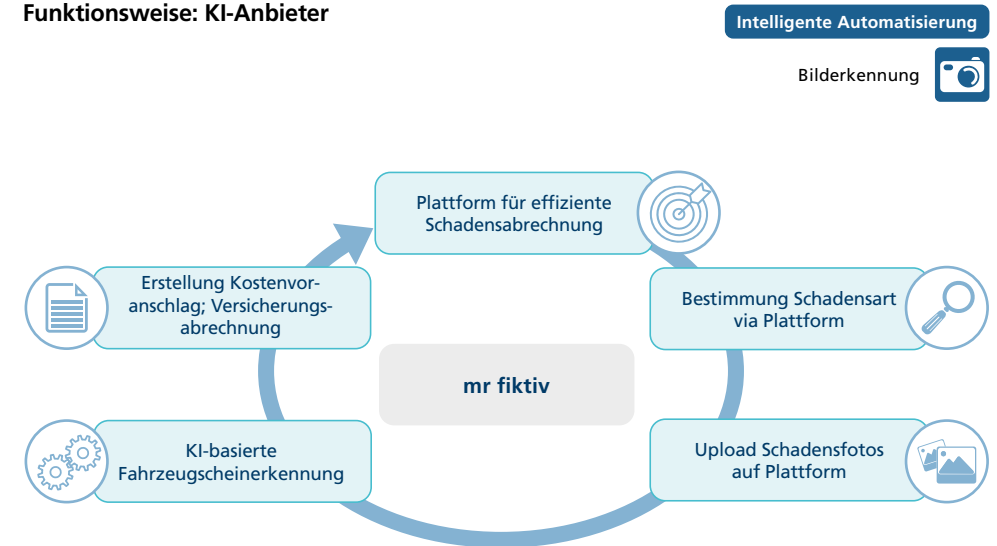 Funktionsweise: KI-Anbieter
Intelligente Automatisierung
Bilderkennung
Plattform für effiziente
Schadensabrechnung
Bestimmung Schadensart
via Plattform
Upload Schadensfotos
auf Plattform
KI-basierte
Fahrzeugscheinerkennung
Erstellung Kostenvor-
anschlag; Versicherungs-
abrechnung
mr fiktiv